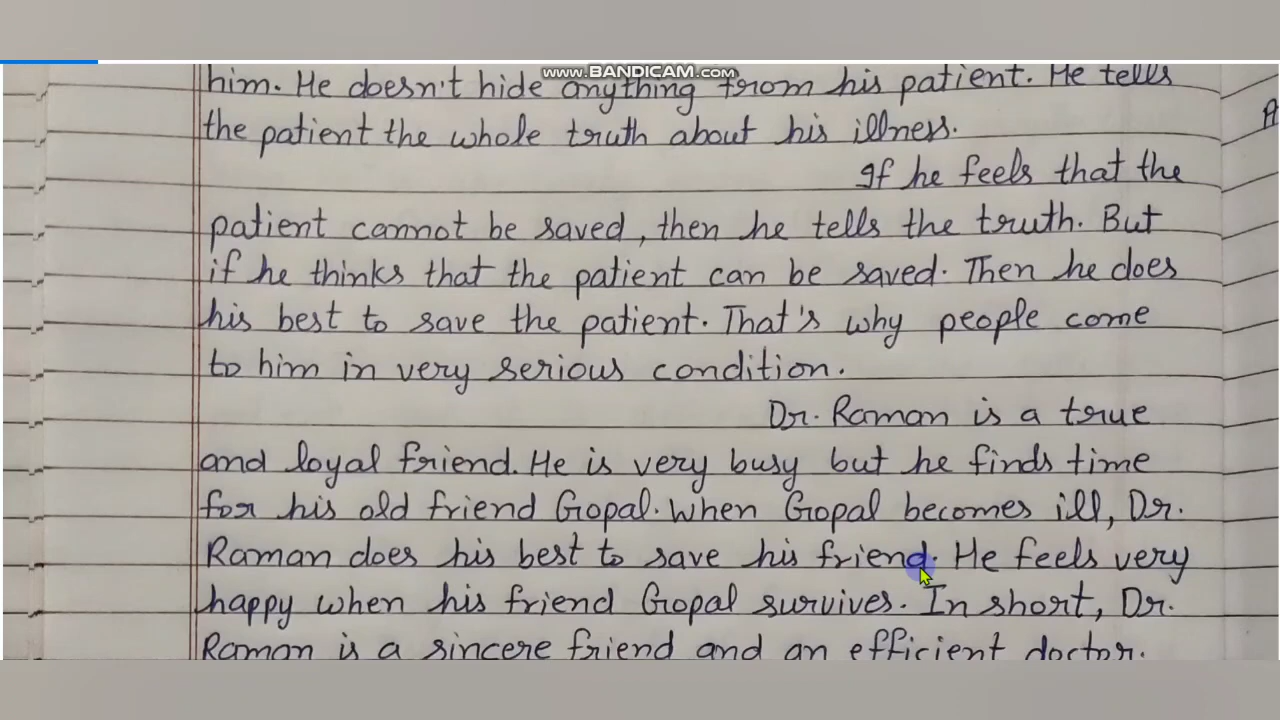 www.BANDICAM.com
him. He doesn't hide anything from his patient. He tells
the patient the whole truth about his illness.
If he feels that the
patient cannot be saved, then he tells the truth. But
if he thinks that the patient can be saved. Then he does
his best to save the patient. That's why people come
to him in very serious condition.
Dr. Raman is a true
and loyal friend. He is very busy but he finds time
for his old friend Gopal. When Gopal becomes ill, Dr.
Raman does his best to save his friend. He feels very
happy when his friend Gopal survives. In short, Dr.
Raman is a sincere friend and an efficient doctor.